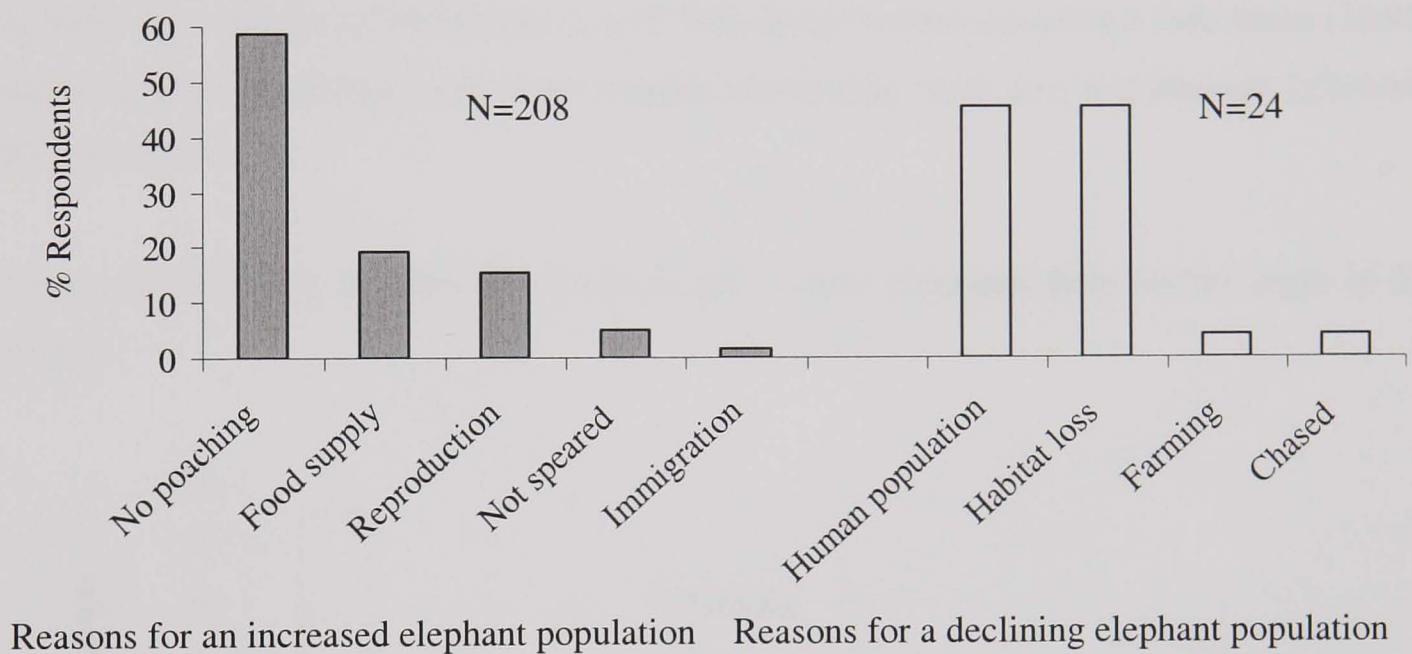 60
50
40
30
20
10
0
% Respondents
N=208
N=24
No poaching
Food supply
Reproduction
Not speared
Immigration
Human population
Habitat loss
Farming
Chased
Reasons for an increased elephant population
Reasons for a declining elephant population